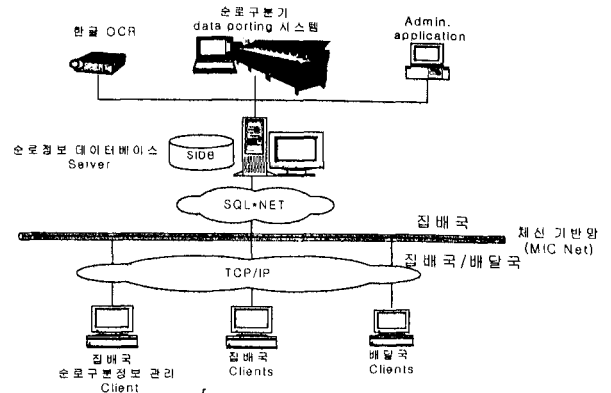 순로구분기
data porting 시스템
한글 OCR
Admin.
application
순로정보 데이터베이스
Server
SIDB
SQL*NET
집배국
체신 기반망
(MIC Net)
집배국/배달국
TCP/IP
집배국
순로구분정보 관리
Client
집배국
Clients
배달국
Clients